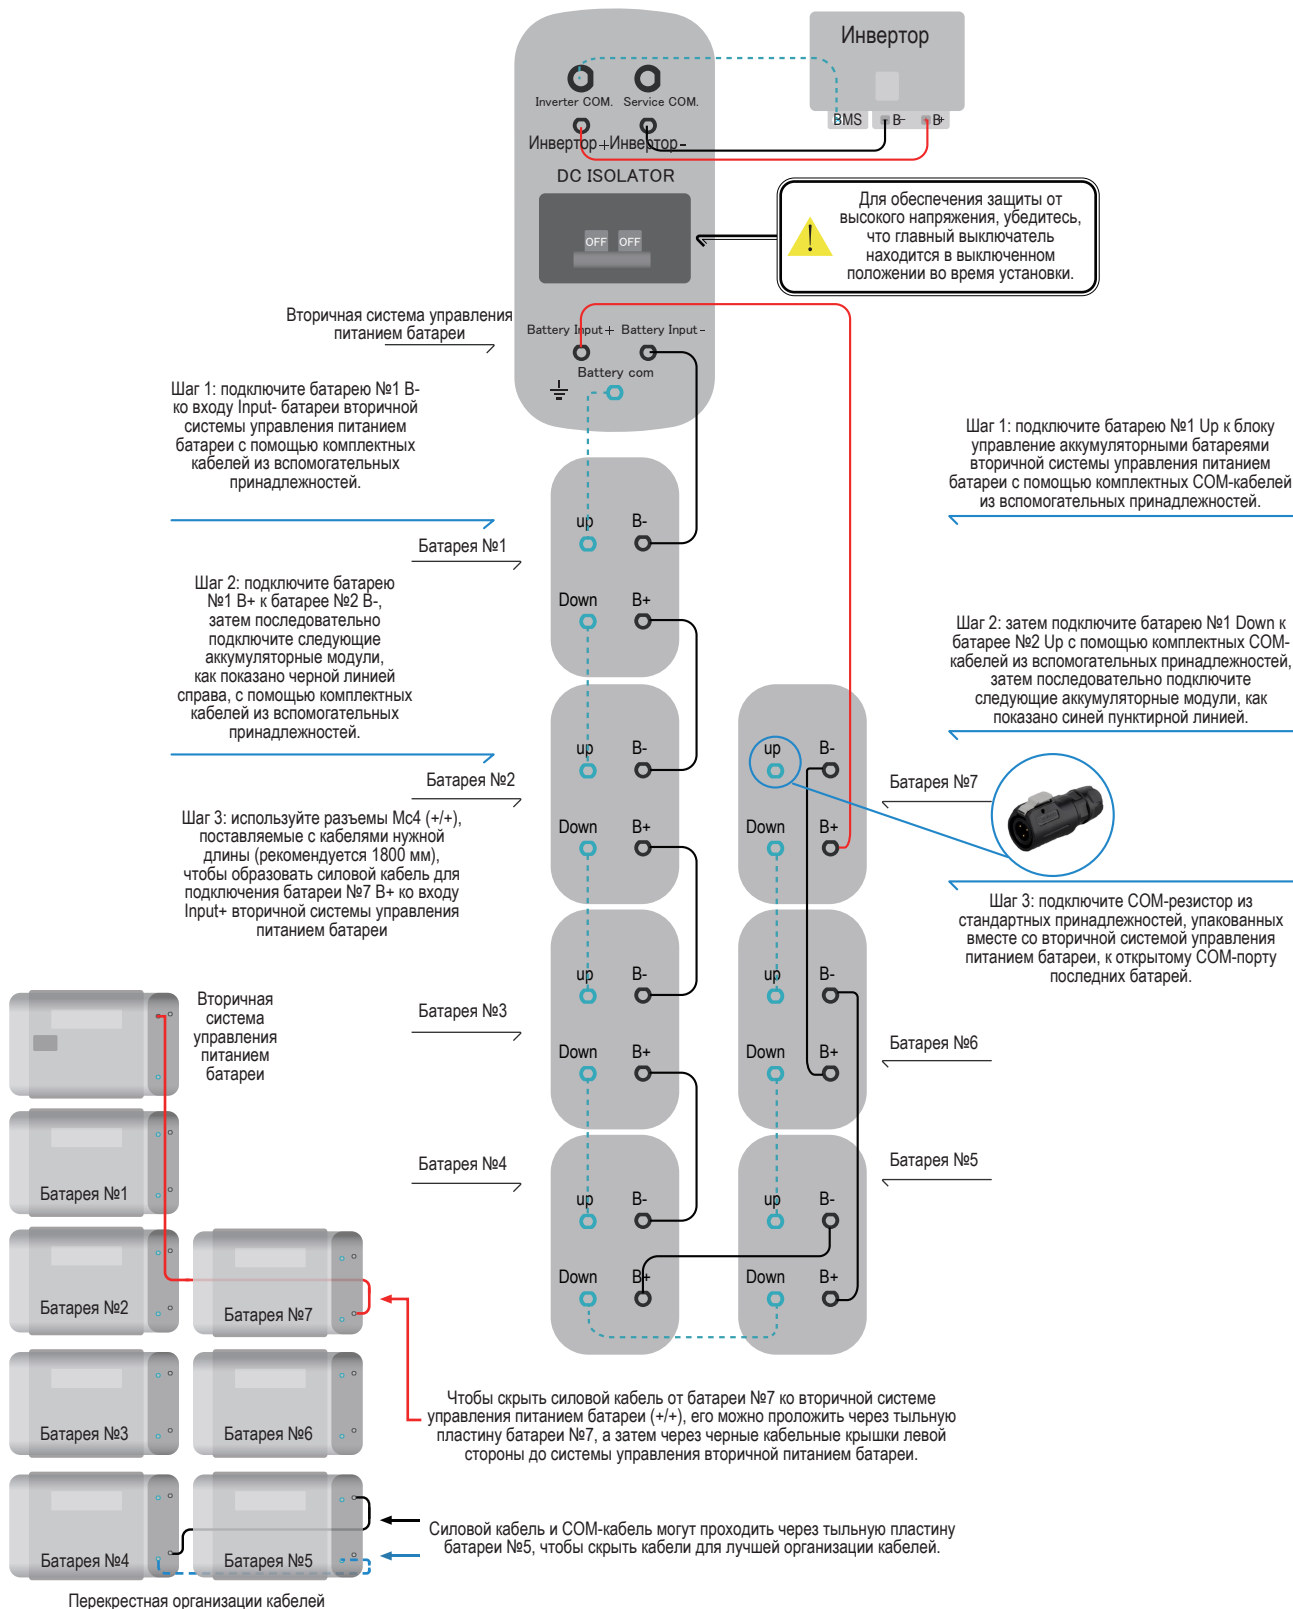 Инвертор
Inverter COM. Service COM.
BMS B- B+
Инвертор+Инвертор-
DC ISOLATOR
OFF OFF
Для обеспечения защиты от
высокого напряжения, убедитесь,
что главный выключатель
находится в выключенном
положении во время установки.
Вторичная система управления
питанием батареи
Battery Input+ Battery Input-
Battery com
Шаг 1: подключите батарею №1 B-
ко входу Input- батареи вторичной
системы управления питанием
батареи с помощью комплектных
кабелей из вспомогательных
принадлежностей.
Шаг 1: подключите батарею №1 Up к блоку
управление аккумуляторными батареями
вторичной системы управления питанием
батареи с помощью комплектных COM-кабелей
из вспомогательных принадлежностей.
up B-
Батарея №1
Down B+
Шаг 2: подключите батарею
№1 B+ к батарее №2 B-,
затем последовательно
подключите следующие
аккумуляторные модули,
как показано черной линией
справа, с помощью комплектных
кабелей из вспомогательных
принадлежностей.
Шаг 2: затем подключите батарею №1 Down к
батарее №2 Up с помощью комплектных COM-
кабелей из вспомогательных принадлежностей,
затем последовательно подключите
следующие аккумуляторные модули, как
показано синей пунктирной линией.
up B-
up B-
Батарея №2
Батарея №7
Down B+
Down B+
Шаг 3: используйте разъемы Mc4 (+/+),
поставляемые с кабелями нужной
длины (рекомендуется 1800 мм),
чтобы образовать силовой кабель для
подключения батареи №7 B+ ко входу
Input+ вторичной системы управления
питанием батареи
Шаг 3: подключите COM-резистор из
стандартных принадлежностей, упакованных
вместе со вторичной системой управления
питанием батареи, к открытому COM-порту
последних батарей.
up B-
up B-
Батарея №3
Батарея №6
Down B+
Down B+
Вторичная
система
управления
питанием
батареи
Батарея №4
Батарея №5
up B-
up B-
Down B+
Down B+
Батарея №1
Батарея №2
Батарея №7
Батарея №3
Батарея №6
Батарея №4
Батарея №5
Чтобы скрыть силовой кабель от батареи №7 ко вторичной системе
управления питанием батареи (+/+), его можно проложить через тыльную
пластину батареи №7, а затем через черные кабельные крышки левой
стороны до системы управления вторичной питанием батареи.
Силовой кабель и COM-кабель могут проходить через тыльную пластину
батареи №5, чтобы скрыть кабели для лучшей организации кабелей.
Перекрестная организации кабелей